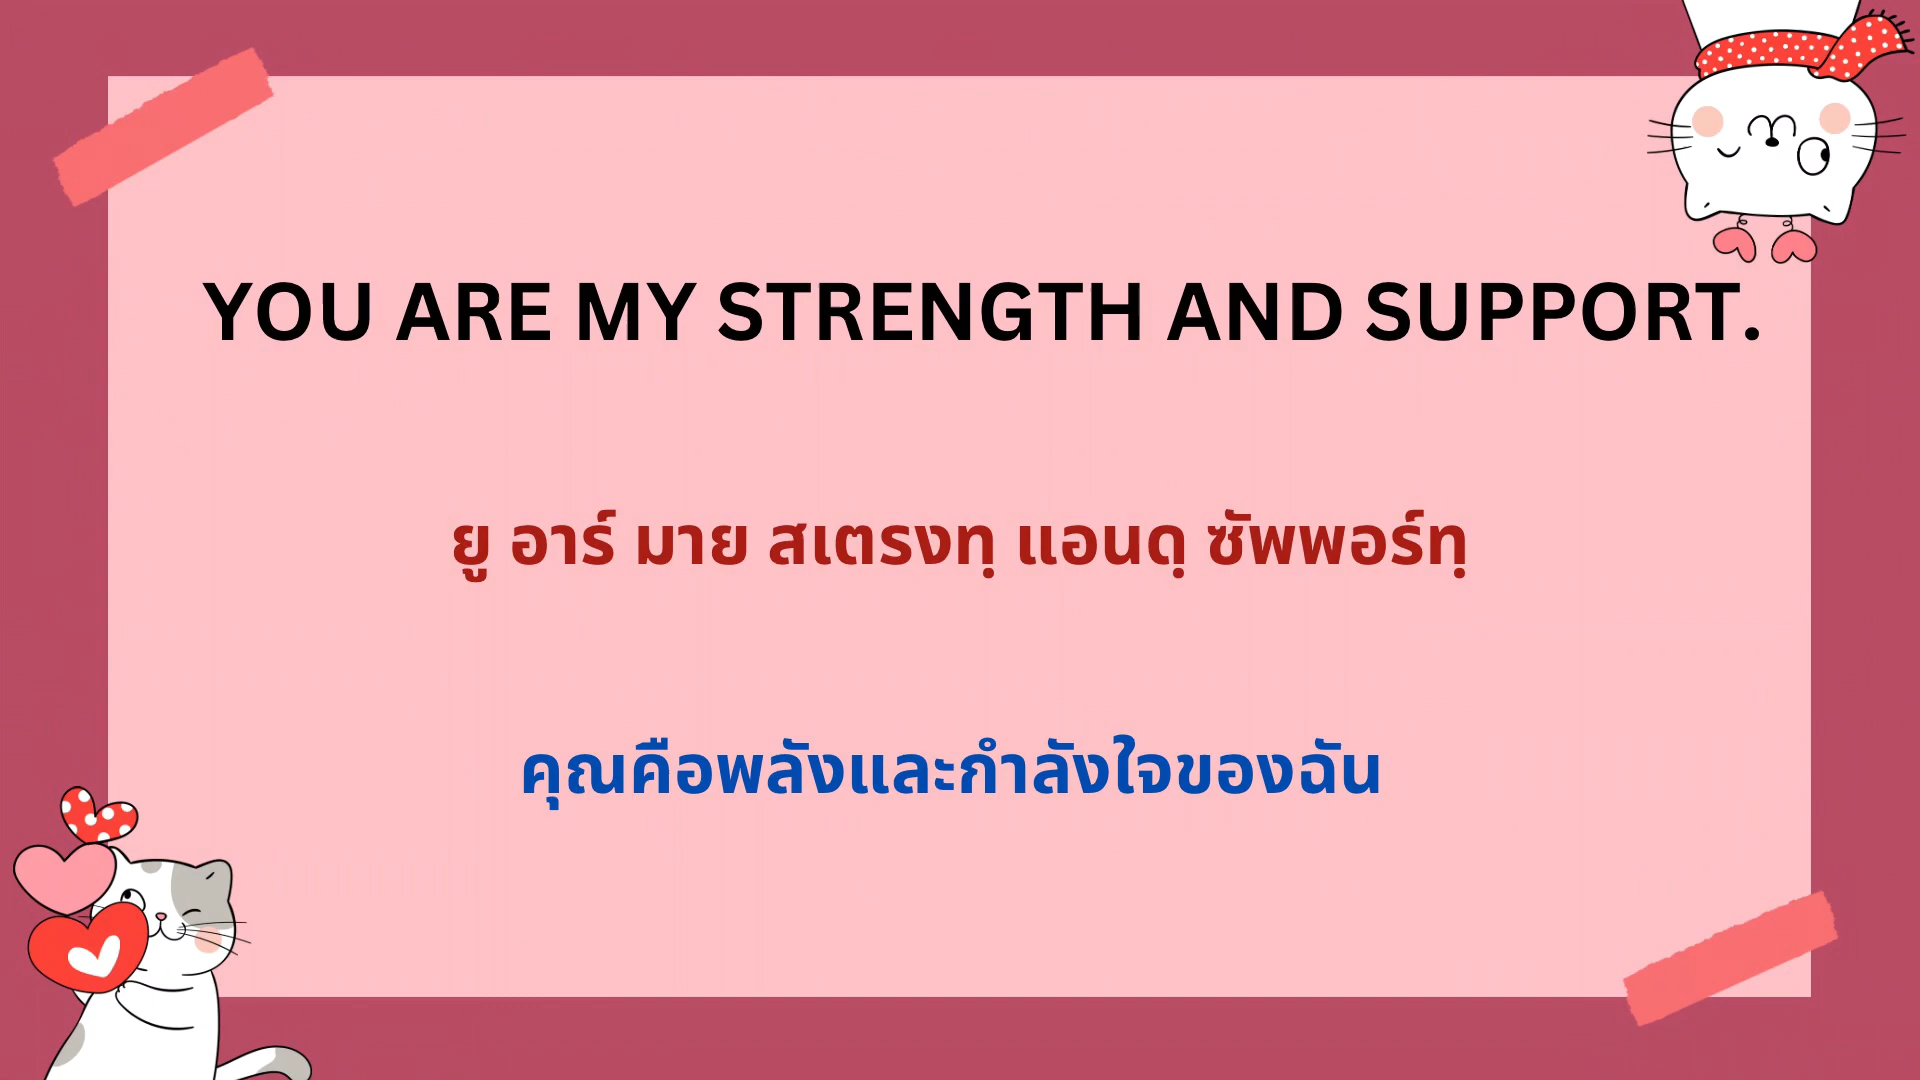 YOU ARE MY STRENGTH AND SUPPORT.
ยู อาร์ มาย สเตรงทฺ แอนดฺ ซัพพอร์ทฺ
คุณคือพลังและกำลังใจของฉัน